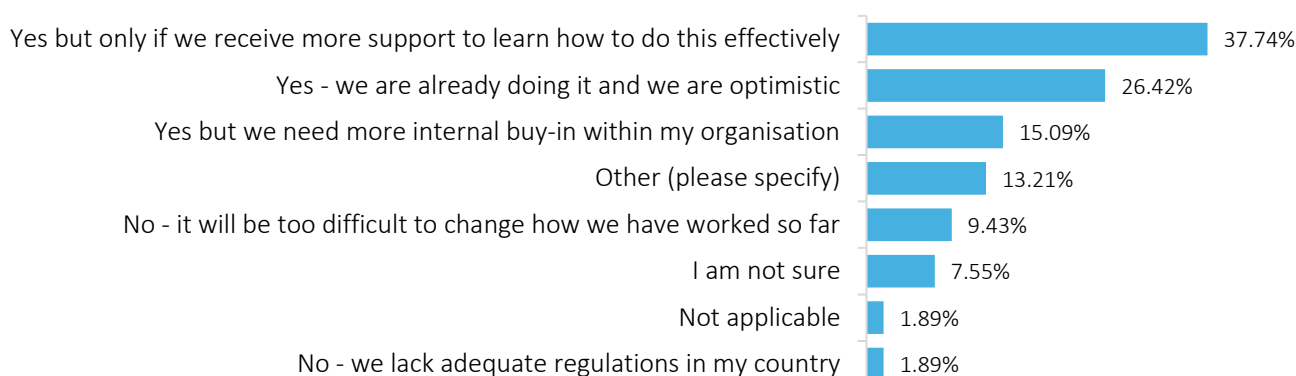 Yes but only if we receive more support to learn how to do this effectively 37.74%
Yes - we are already doing it and we are optimistic 26.42%
Yes but we need more internal buy-in within my organisation 15.09%
Other (please specify) 13.21%
No - it will be too difficult to change how we have worked so far 9.43%
I am not sure 7.55%
Not applicable 1.89%
No - we lack adequate regulations in my country 1.89%